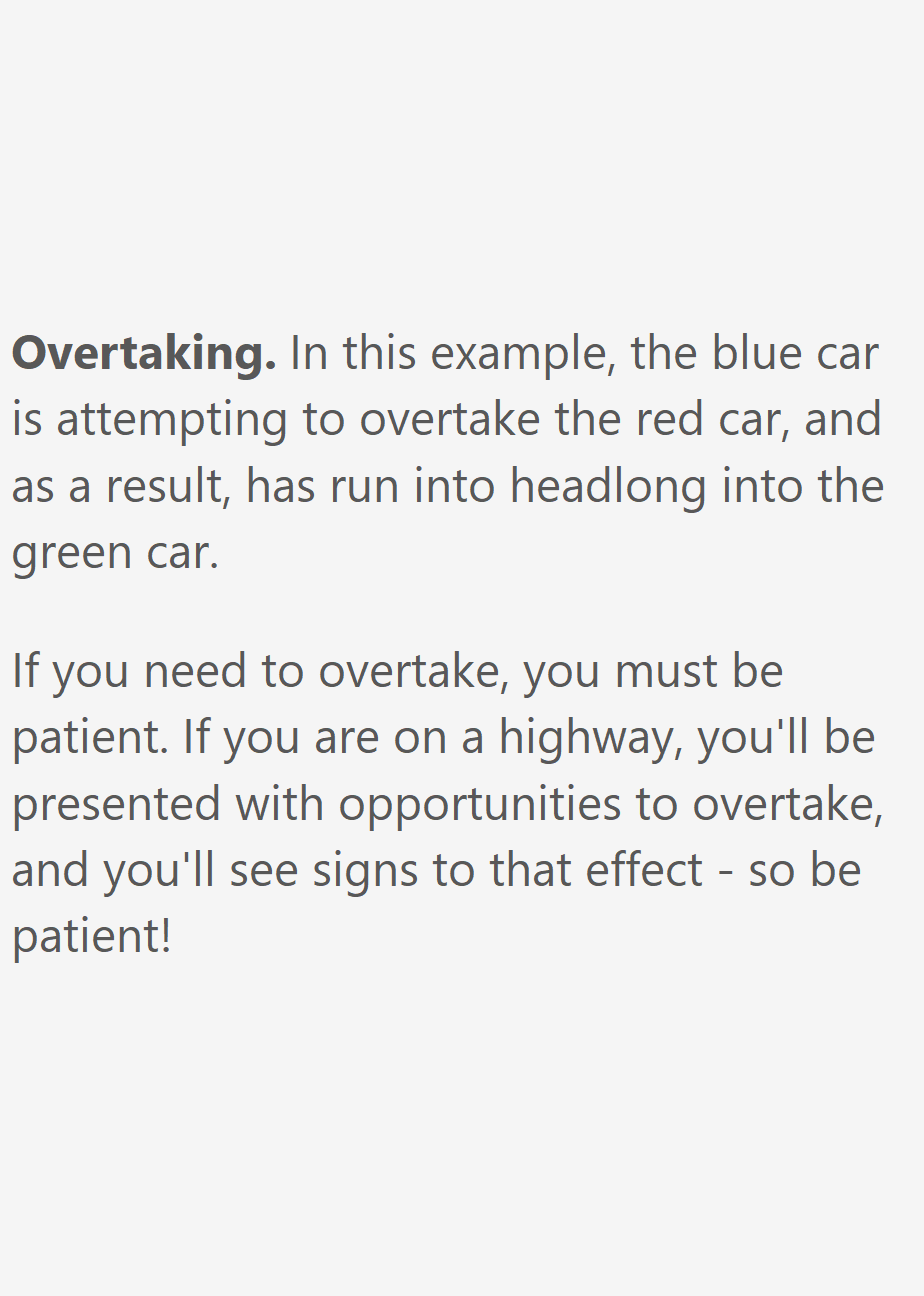 Overtaking. In this example, the blue car
is attempting to overtake the red car, and
as a result, has run into headlong into the
green car.
If you need to overtake, you must be
patient. If you are on a highway, you'll be
presented with opportunities to overtake,
and you'll see signs to that effect - so be
patient!